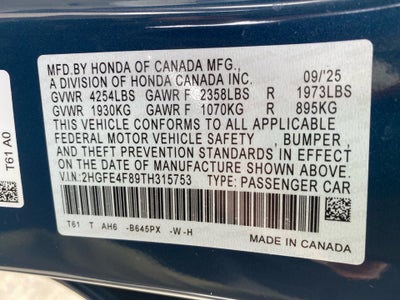 MFD.BY HONDA OF CANADA MFG.,
A DIVISION OF HONDA CANADA INC. 09/'25
GVWR 4254LBS GAWR F 2358LBS R 1973LBS
GVWR 1930KG GAWR F 1070KG R 895KG
THIS VEHICLE CONFORMS TO ALL APPLICABLE
FEDERAL MOTOR VEHICLE SAFETY , BUMPER ,
AND THEFT PREVENTION STANDARDS IN EFFECT
ON THE DATE OF MANUFACTURE SHOWN ABOVE.
V.I.N.:2HGFE4F89TH315753 TYPE: PASSENGER CAR
T61 T AH6 -B645PX -W-H
MADE IN CANADA
T61 A0